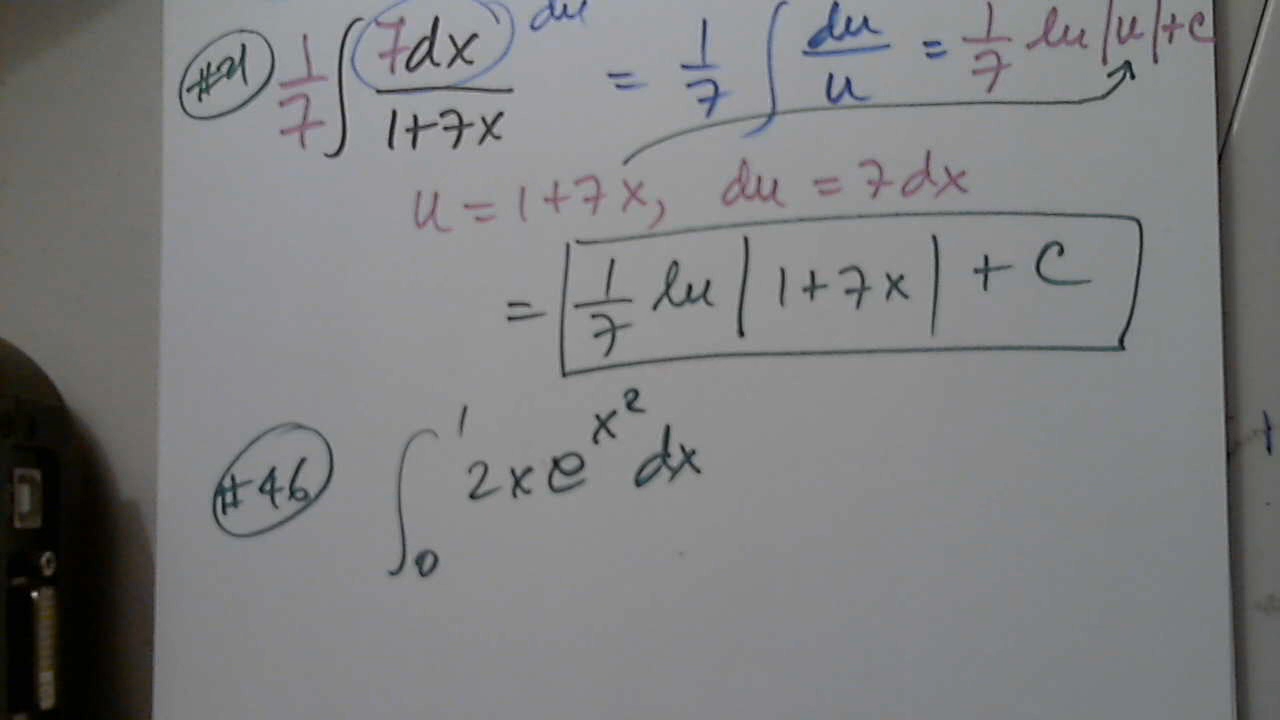 #21 1/7 ∫ 7dx/(1+7x) du = 1/7 ∫ du/u = 1/7 ln|u|+C
u = 1+7x, du = 7dx
= 1/7 ln|1+7x| + C
#46 ∫₀¹ 2xe^x² dx